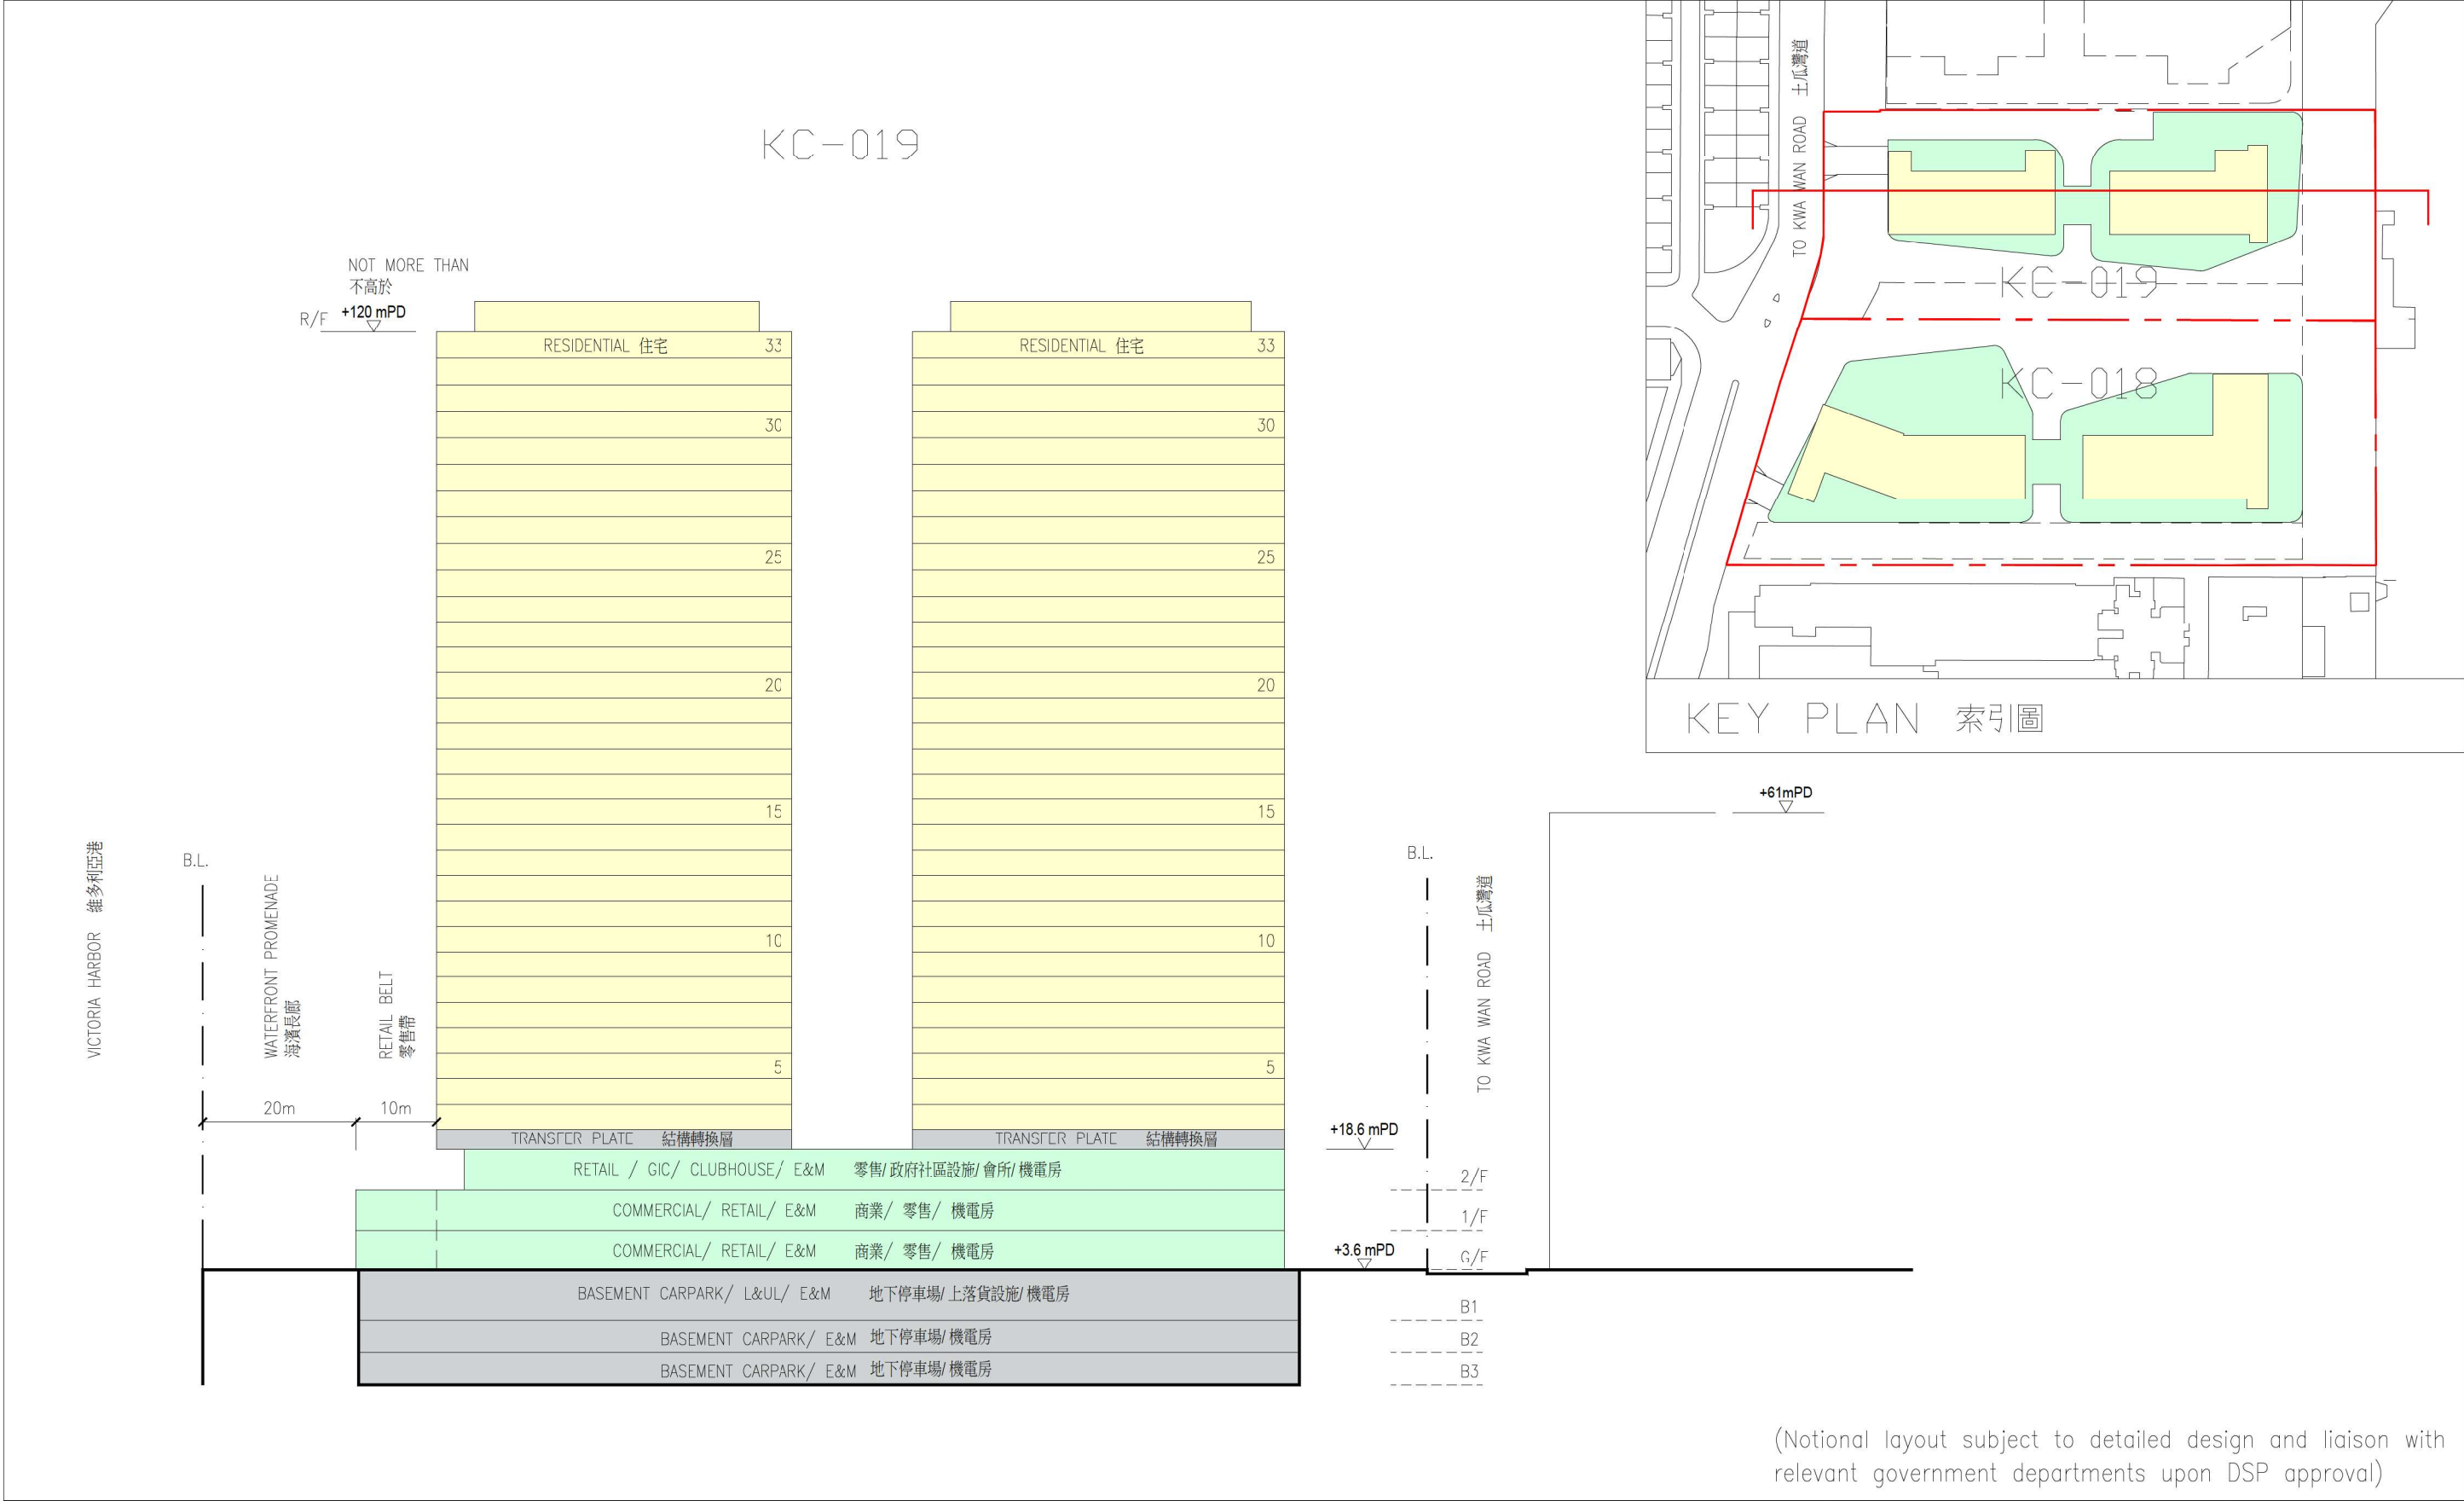 KC-019
NOT MORE THAN
不高於
R/F +120 mPD
RESIDENTIAL 住宅 33
30
25
20
15
10
5
TRANSFER PLATE 結構轉換層
RESIDENTIAL 住宅 33
30
25
20
15
10
5
TRANSFER PLATE 結構轉換層
VICTORIA HARBOR 維多利亞港
B.L.
WATERFRONT PROMENADE
海濱長廊
RETAIL BELT
零售帶
20m
10m
RETAIL / GIC/ CLUBHOUSE/ E&M 零售/政府社區設施/會所/機電房
COMMERCIAL/ RETAIL/ E&M 商業/ 零售/ 機電房
COMMERCIAL/ RETAIL/ E&M 商業/ 零售/ 機電房
BASEMENT CARPARK/ L&UL/ E&M 地下停車場/上落貨設施/機電房
BASEMENT CARPARK/ E&M 地下停車場/機電房
BASEMENT CARPARK/ E&M 地下停車場/機電房
+18.6 mPD
+3.6 mPD
B.L.
TO KWA WAN ROAD 土瓜灣道
2/F
1/F
G/F
B1
B2
B3
+61mPD
TO KWA WAN ROAD 土瓜灣道
KC-019
KC-018
KEY PLAN 索引圖
(Notional layout subject to detailed design and liaison with
relevant government departments upon DSP approval)